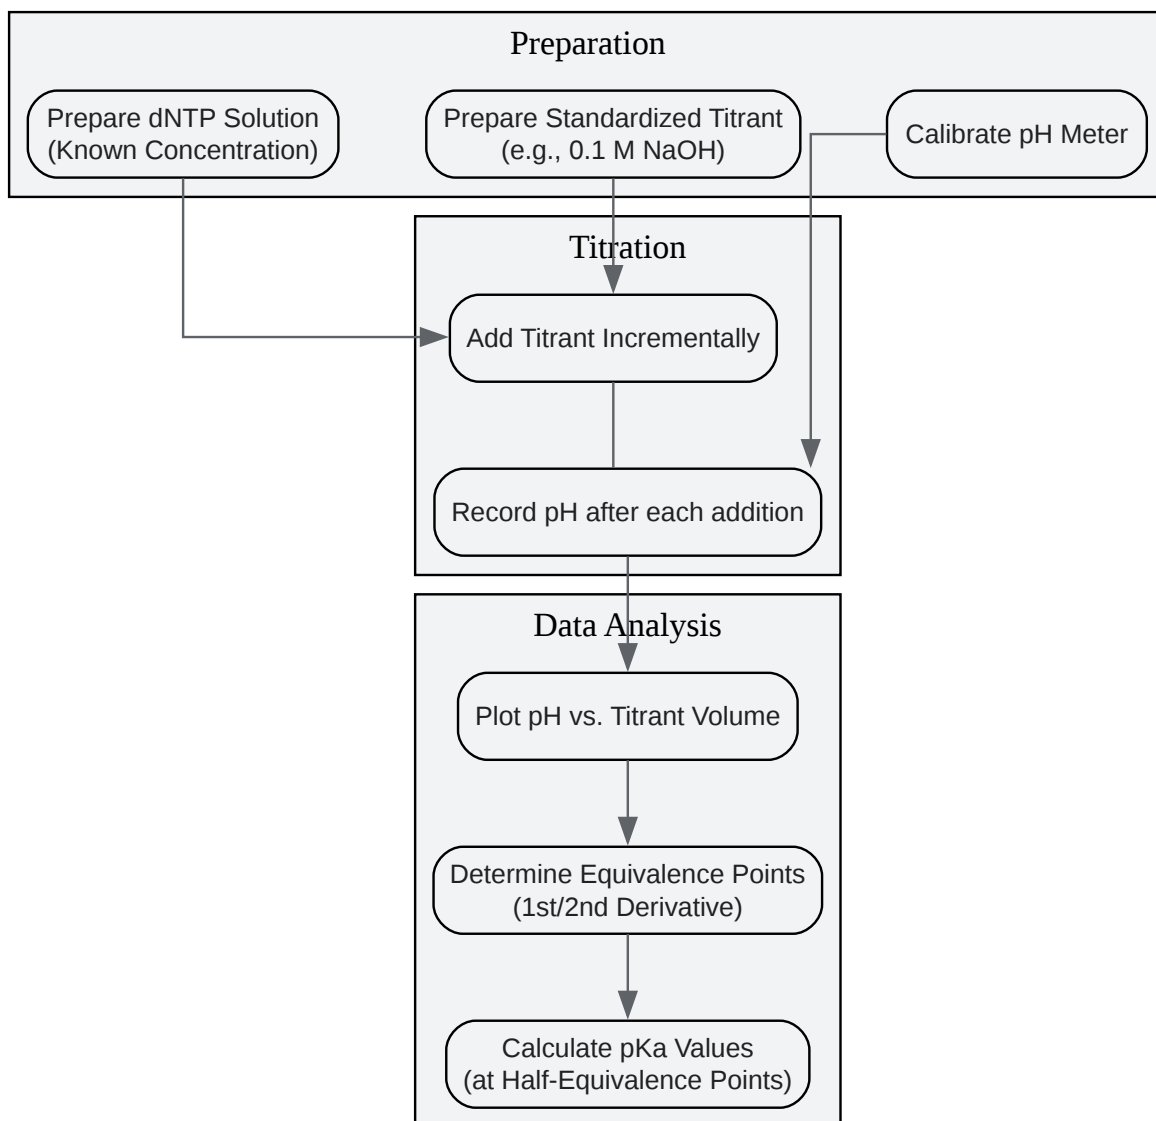 Preparation
Prepare dNTP Solution
(Known Concentration)
Prepare Standardized Titrant
(e.g., 0.1 M NaOH)
Calibrate pH Meter
Titration
Add Titrant Incrementally
Record pH after each addition
Data Analysis
Plot pH vs. Titrant Volume
Determine Equivalence Points
(1st/2nd Derivative)
Calculate pKa Values
(at Half-Equivalence Points)